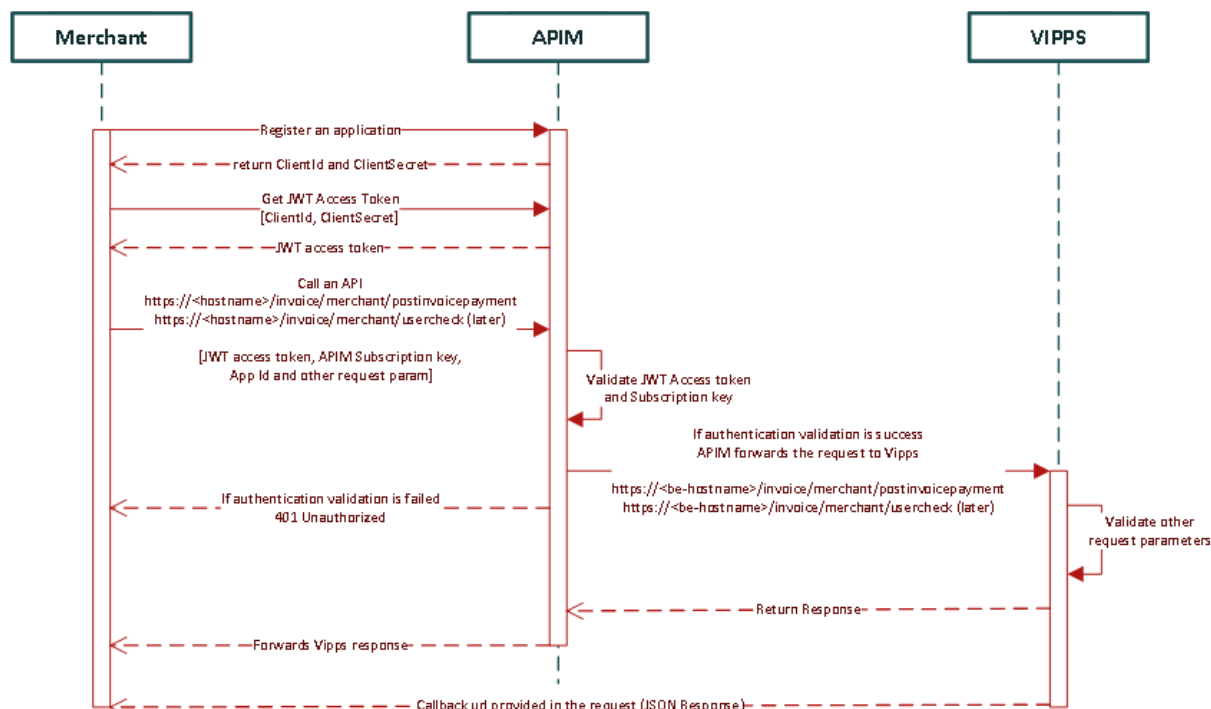 Merchant
APIM
VIPPS
Register an application
return ClientId and ClientSecret
Get JWT Access Token
[ClientId, ClientSecret]
JWT access token
Call an API
https://<hostname>/invoice/merchant/postinvoicepayment
https://<hostname>/invoice/merchant/usercheck (later)
[JWT access token, APIM Subscription key,
App Id and other request param]
Validate JWT Access token
and Subscription key
If authentication validation is success
APIM forwards the request to Vipps
https://<be-hostname>/invoice/merchant/postinvoicepayment
https://<be-hostname>/invoice/merchant/usercheck (later)
If authentication validation is failed
401 Unauthorized
Validate other
request parameters
Return Response
Forwards Vipps response
Callback url provided in the request (JSON Response)